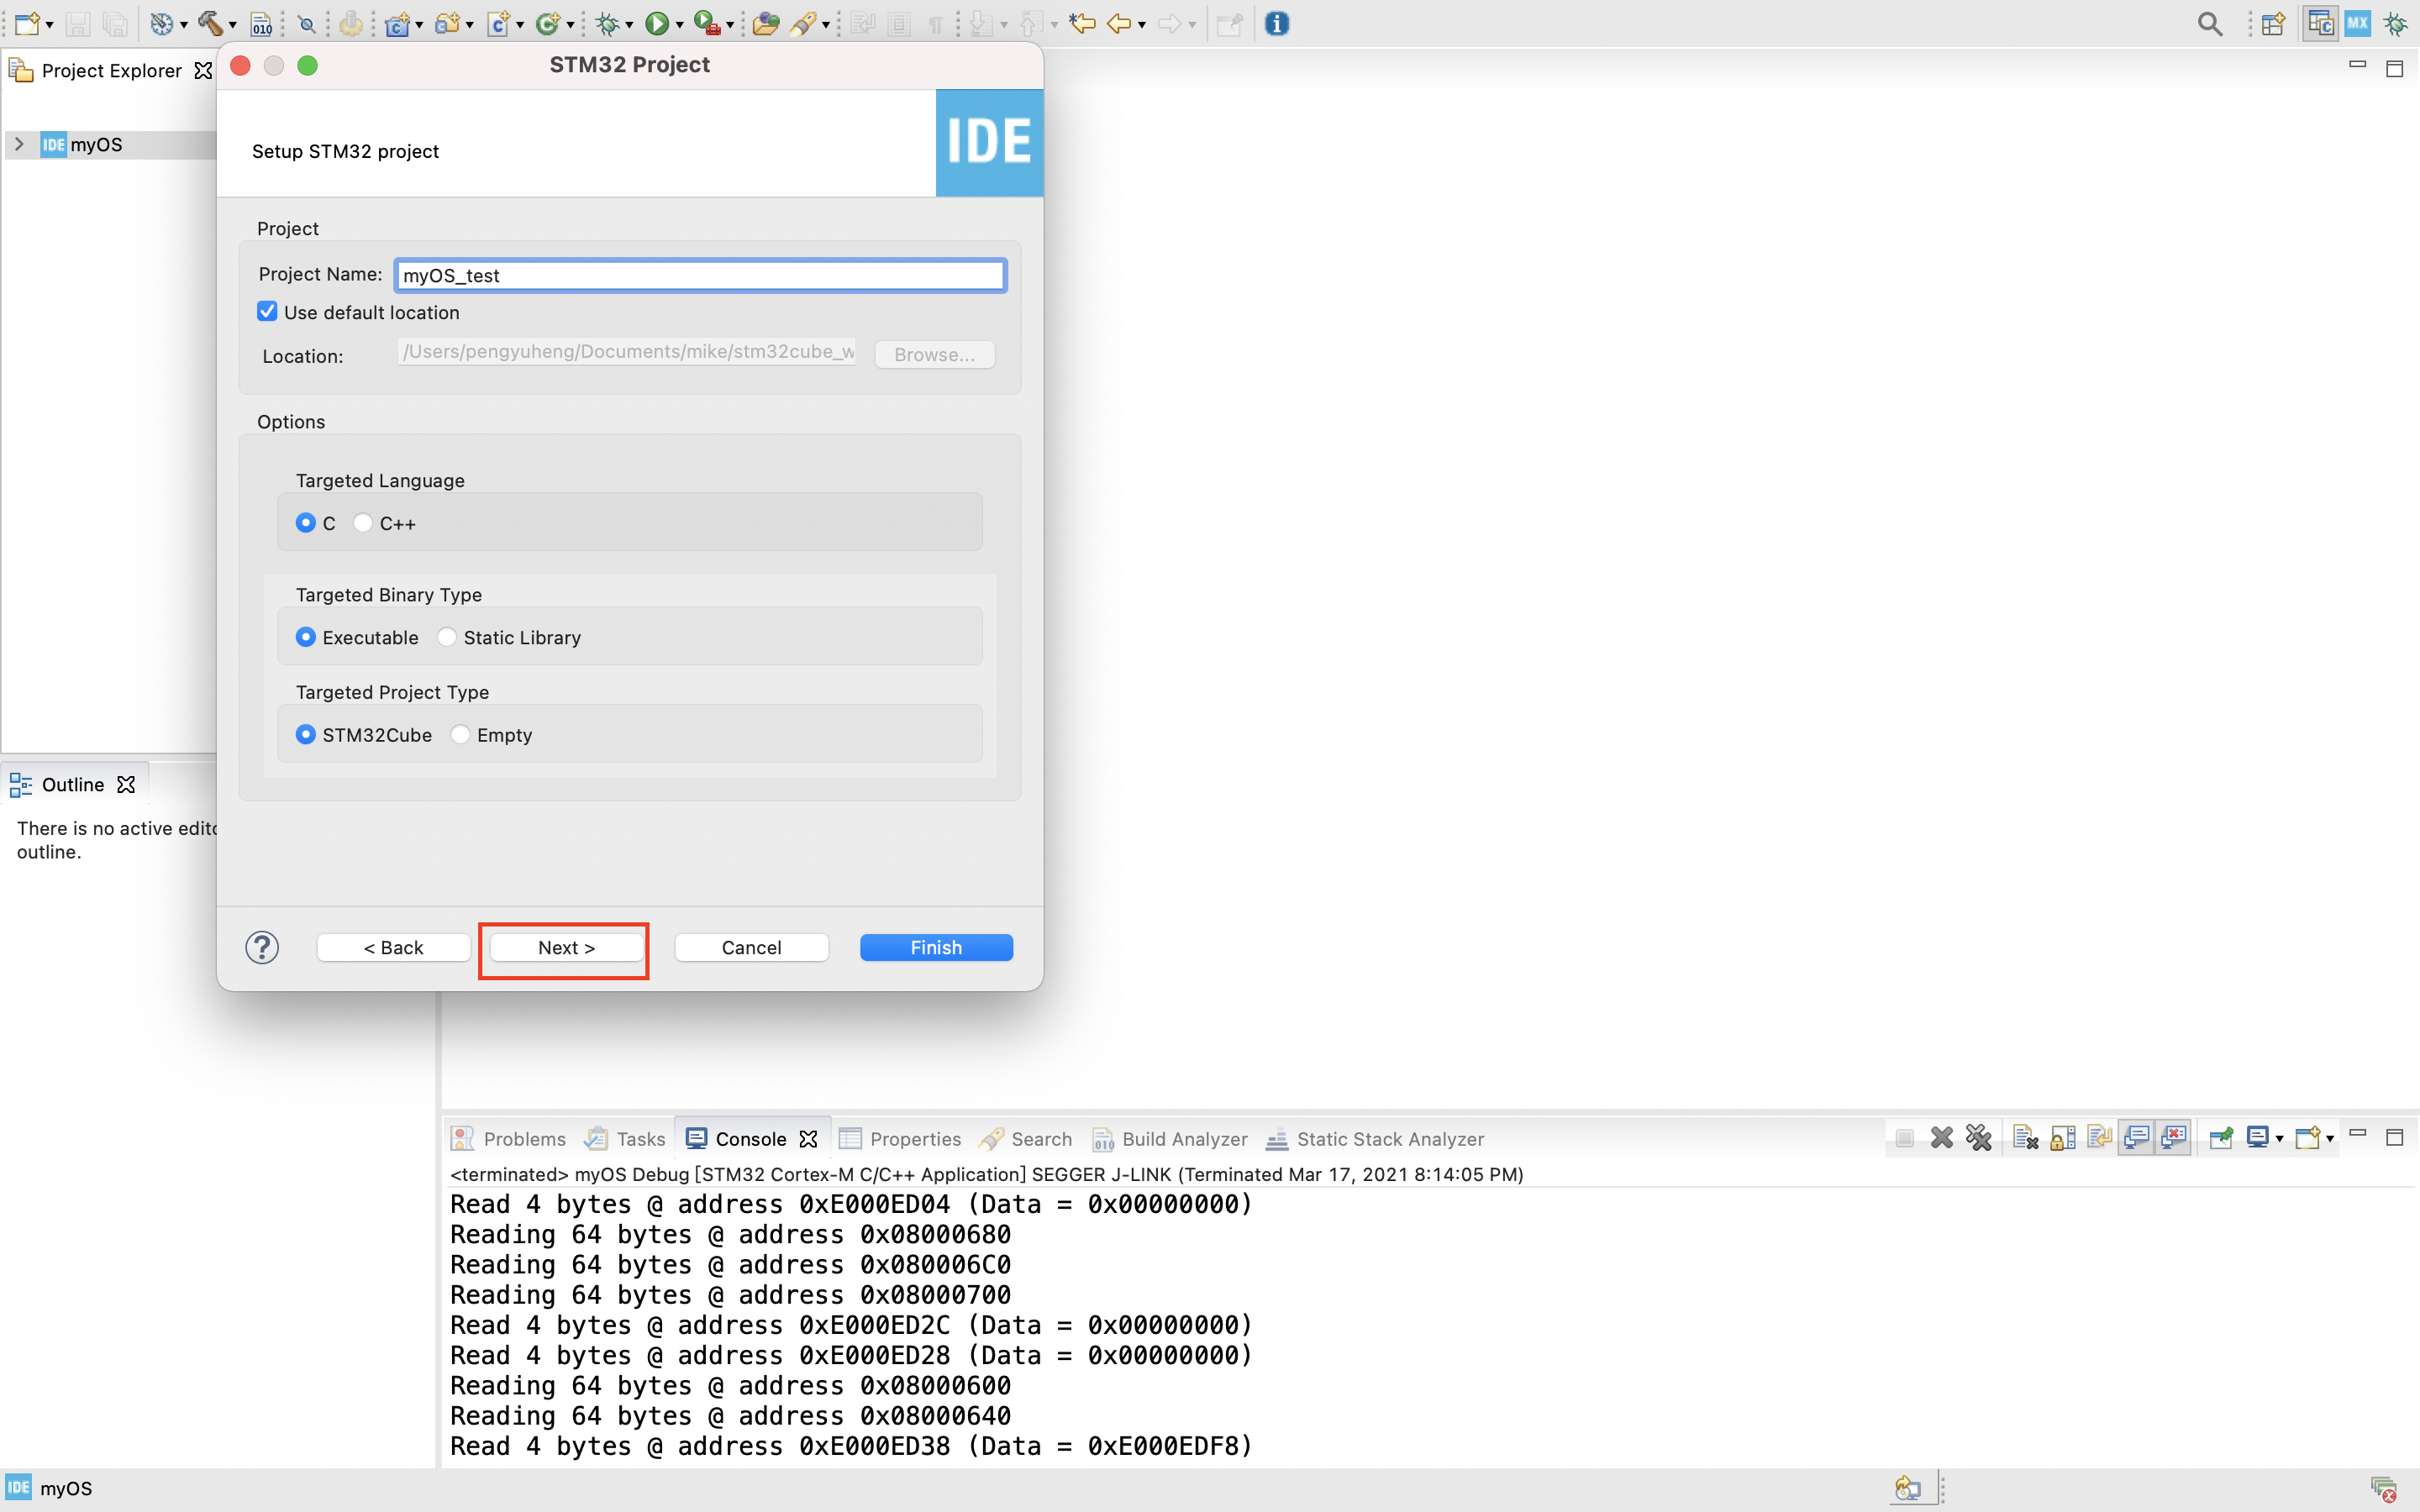 MX
Project Explorer
IDE myOS
STM32 Project
Setup STM32 project
IDE
Project
Project Name: myOS_test
Use default location
Location: /Users/pengyuheng/Documents/mike/stm32cube_w Browse...
Options
Targeted Language
C C++
Targeted Binary Type
Executable Static Library
Targeted Project Type
STM32Cube Empty
? < Back Next > Cancel Finish
Outline
There is no active edito
outline.
Problems Tasks Console Properties Search Build Analyzer Static Stack Analyzer
<terminated> myOS Debug [STM32 Cortex-M C/C++ Application] SEGGER J-LINK (Terminated Mar 17, 2021 8:14:05 PM)
Read 4 bytes @ address 0xE000ED04 (Data = 0x00000000)
Reading 64 bytes @ address 0x08000680
Reading 64 bytes @ address 0x080006C0
Reading 64 bytes @ address 0x08000700
Read 4 bytes @ address 0xE000ED2C (Data = 0x00000000)
Read 4 bytes @ address 0xE000ED28 (Data = 0x00000000)
Reading 64 bytes @ address 0x08000600
Reading 64 bytes @ address 0x08000640
Read 4 bytes @ address 0xE000ED38 (Data = 0xE000EDF8)
IDE myOS